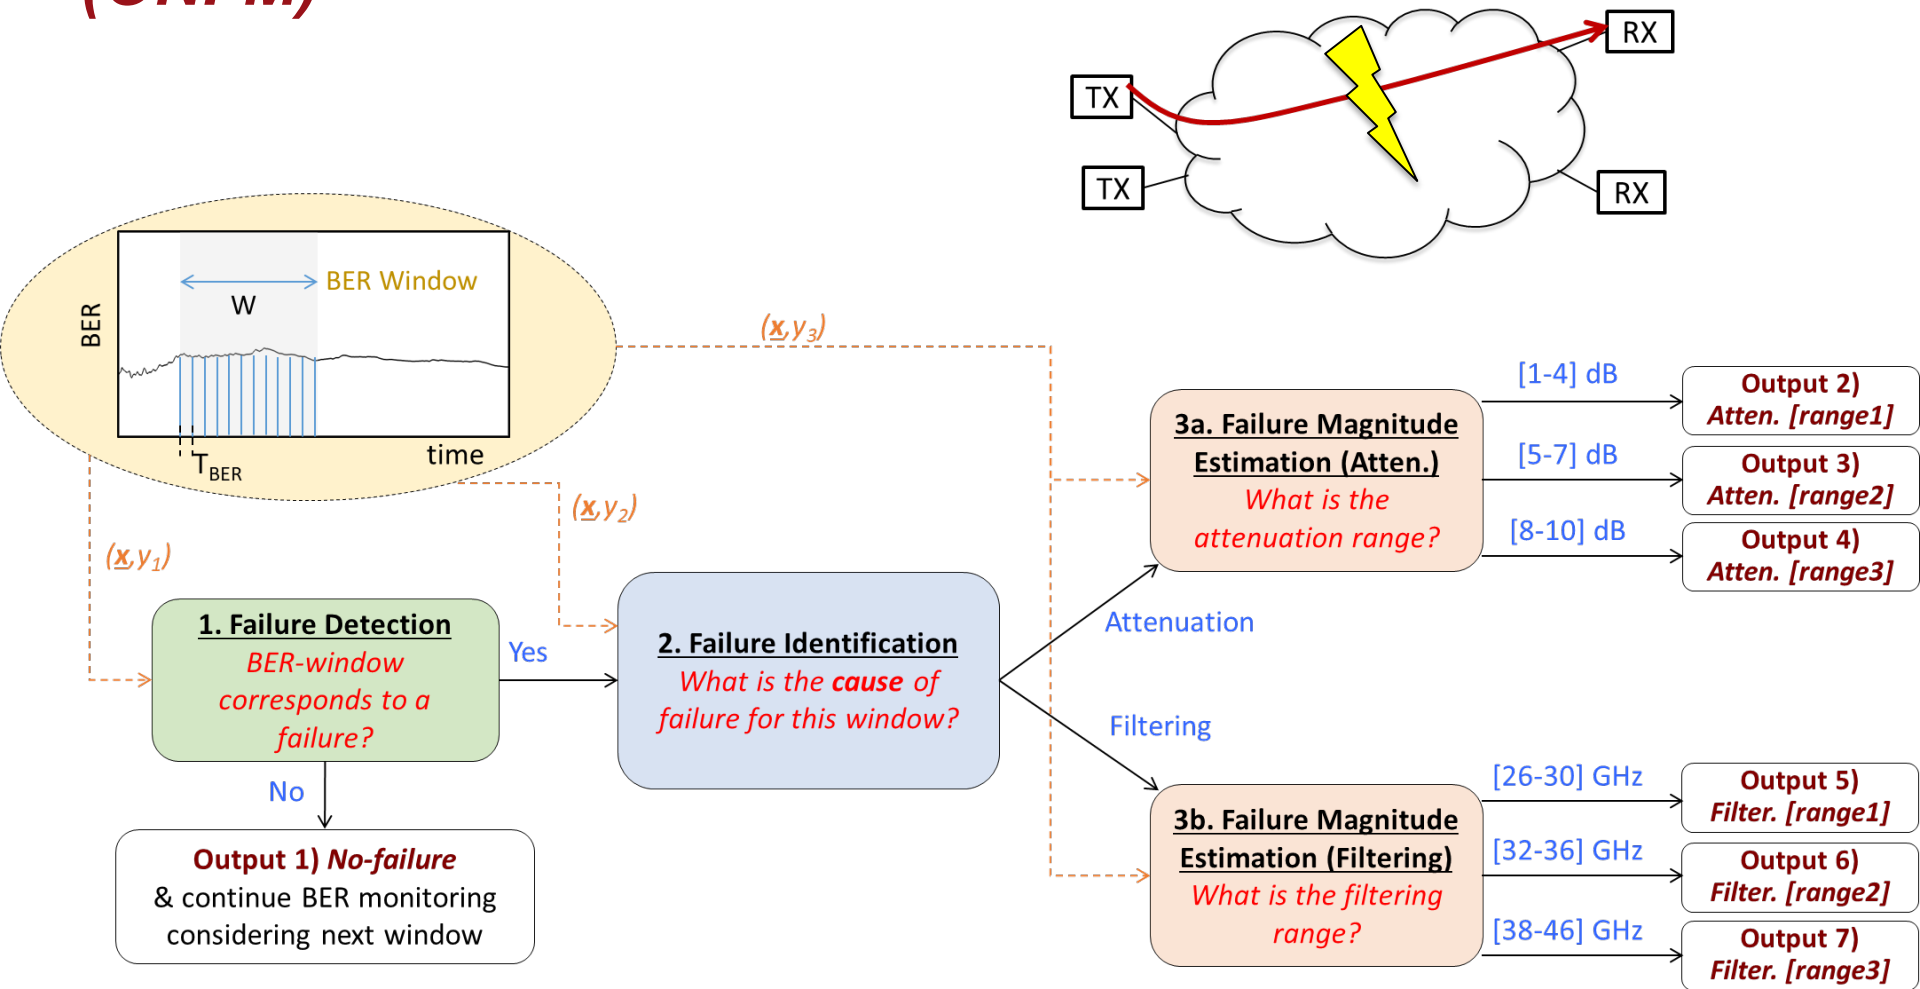 (ONFM)
RX
TX
TX
RX
BER Window
W
BER
time
T_BER
(x,y3)
(x,y2)
(x,y1)
1. Failure Detection
BER-window
corresponds to a
failure?
Yes
No
Output 1) No-failure
& continue BER monitoring
considering next window
2. Failure Identification
What is the cause of
failure for this window?
Attenuation
Filtering
3a. Failure Magnitude
Estimation (Atten.)
What is the
attenuation range?
[1-4] dB
[5-7] dB
[8-10] dB
Output 2)
Atten. [range1]
Output 3)
Atten. [range2]
Output 4)
Atten. [range3]
3b. Failure Magnitude
Estimation (Filtering)
What is the filtering
range?
[26-30] GHz
[32-36] GHz
[38-46] GHz
Output 5)
Filter. [range1]
Output 6)
Filter. [range2]
Output 7)
Filter. [range3]